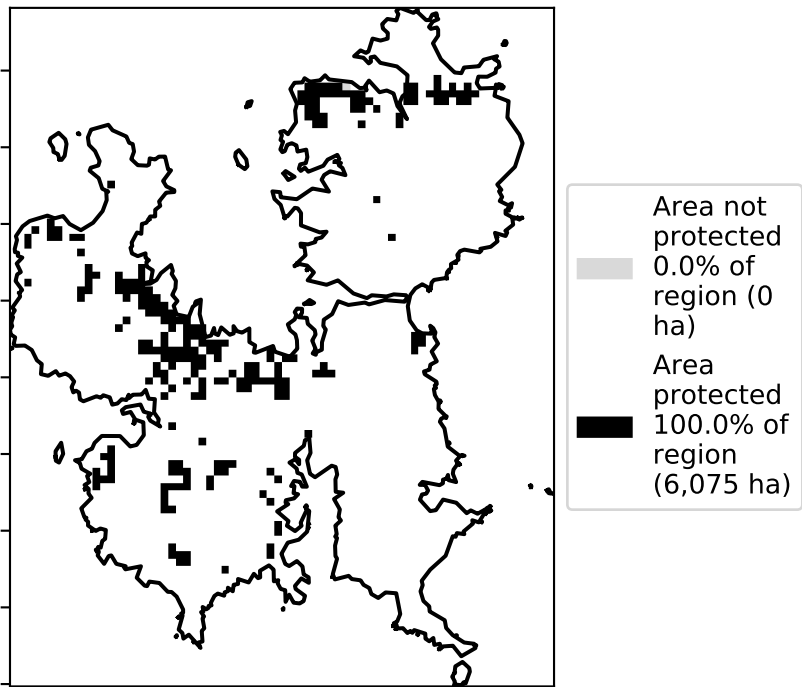 Area not
protected
0.0% of
region (0
ha)
Area
protected
100.0% of
region
(6,075 ha)